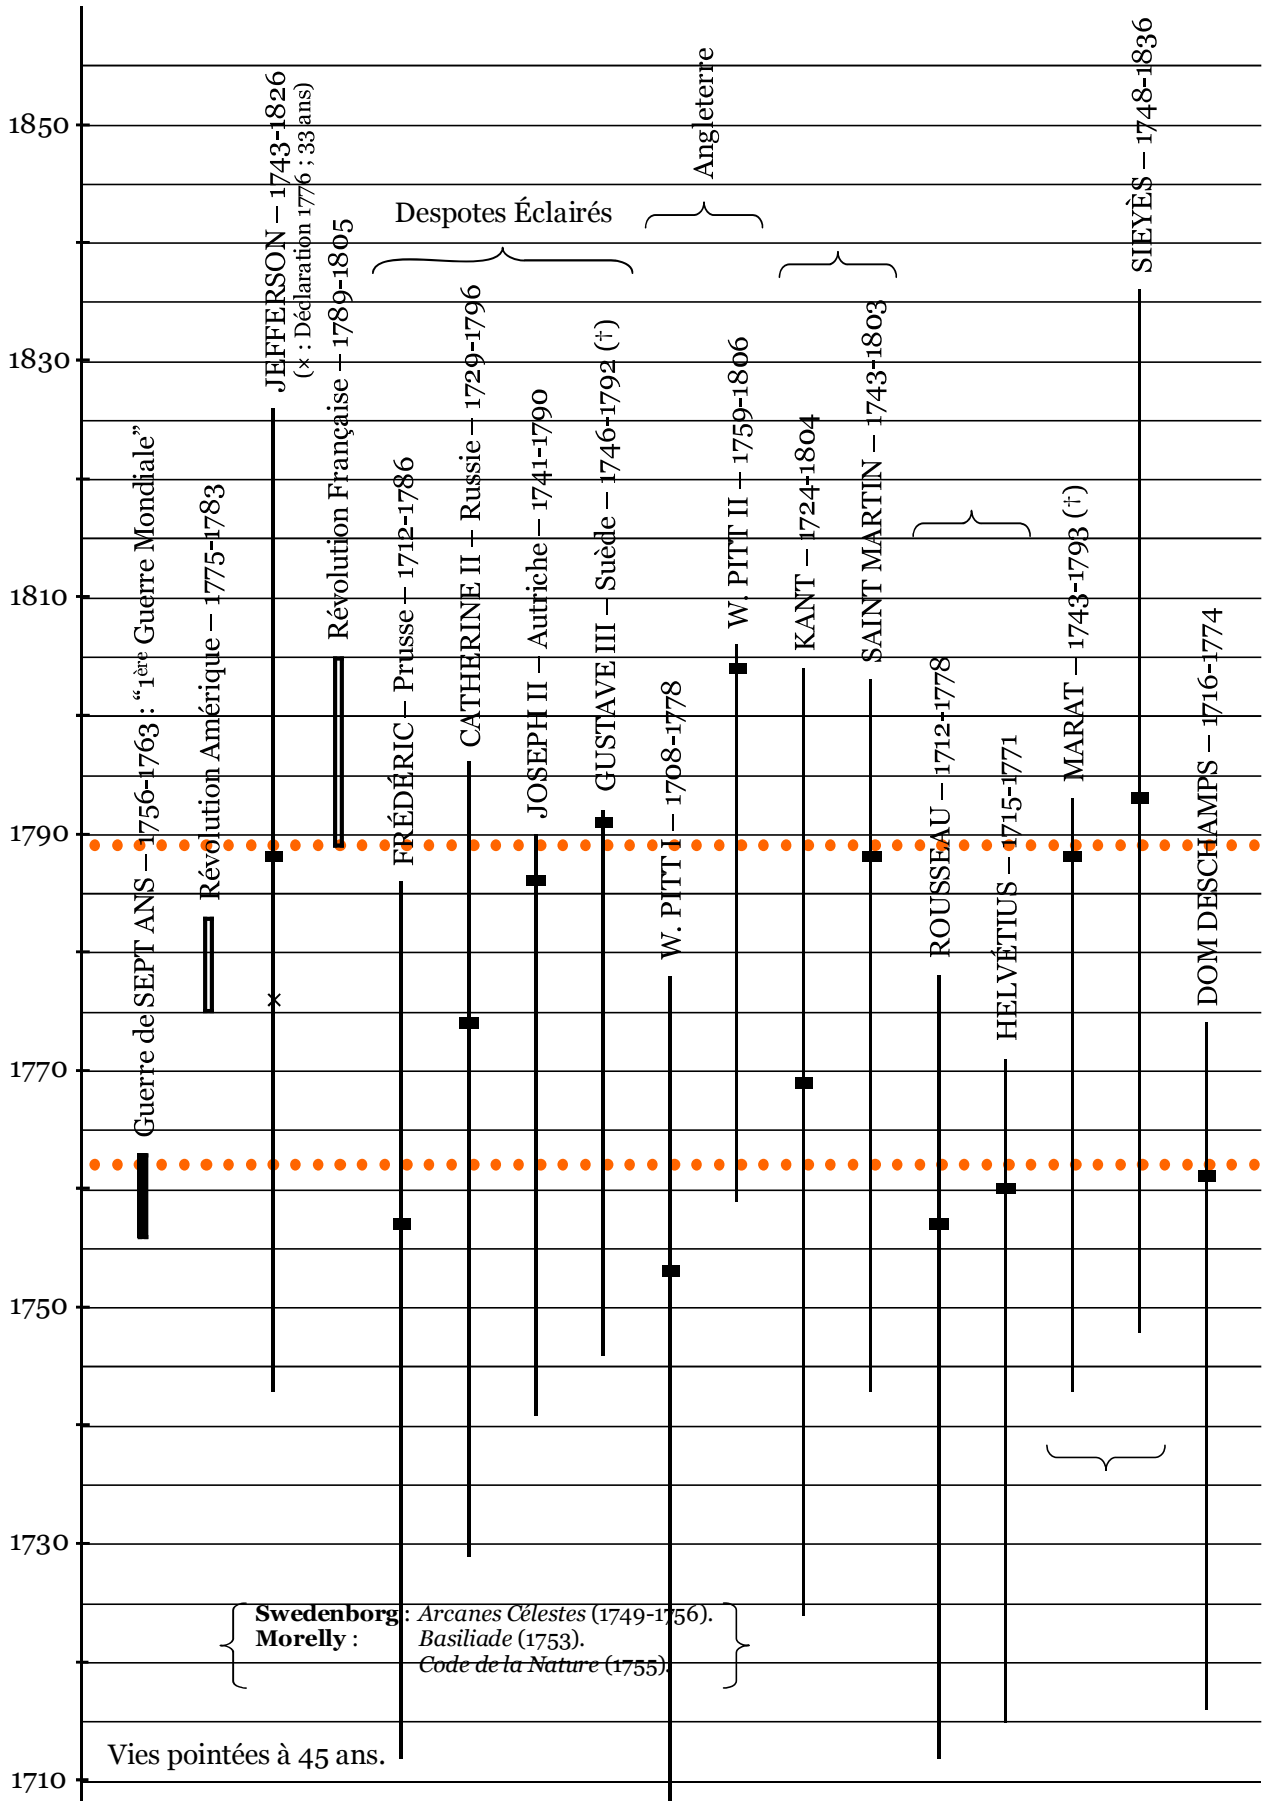 1850
1830
1810
1790
1770
1750
1730
1710
Guerre de SEPT ANS – 1756-1763 : “1ère Guerre Mondiale”
Révolution Amérique – 1775-1783
JEFFERSON – 1743-1826
(× : Déclaration 1776 ; 33 ans)
Révolution Française – 1789-1805
Despotes Éclairés
FRÉDÉRIC – Prusse – 1712-1786
CATHERINE II – Russie – 1729-1796
JOSEPH II – Autriche – 1741-1790
GUSTAVE III – Suède – 1746-1792 (†)
Angleterre
W. PITT I – 1708-1778
W. PITT II – 1759-1806
KANT – 1724-1804
SAINT MARTIN – 1743-1803
ROUSSEAU – 1712-1778
HELVÉTIUS – 1715-1771
MARAT – 1743-1793 (†)
SIEYÈS – 1748-1836
DOM DESCHAMPS – 1716-1774
×
Swedenborg : Arcanes Célestes (1749-1756).
Morelly : Basiliade (1753).
Code de la Nature (1755).
Vies pointées à 45 ans.